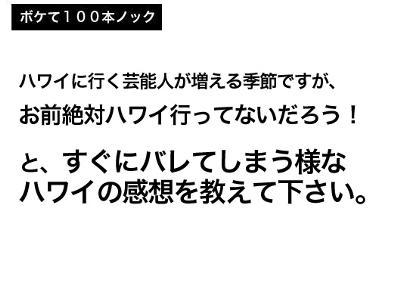 ボケて１００本ノック
ハワイに行く芸能人が増える季節ですが、
お前絶対ハワイ行ってないだろう！
と、すぐにバレてしまう様な
ハワイの感想を教えて下さい。